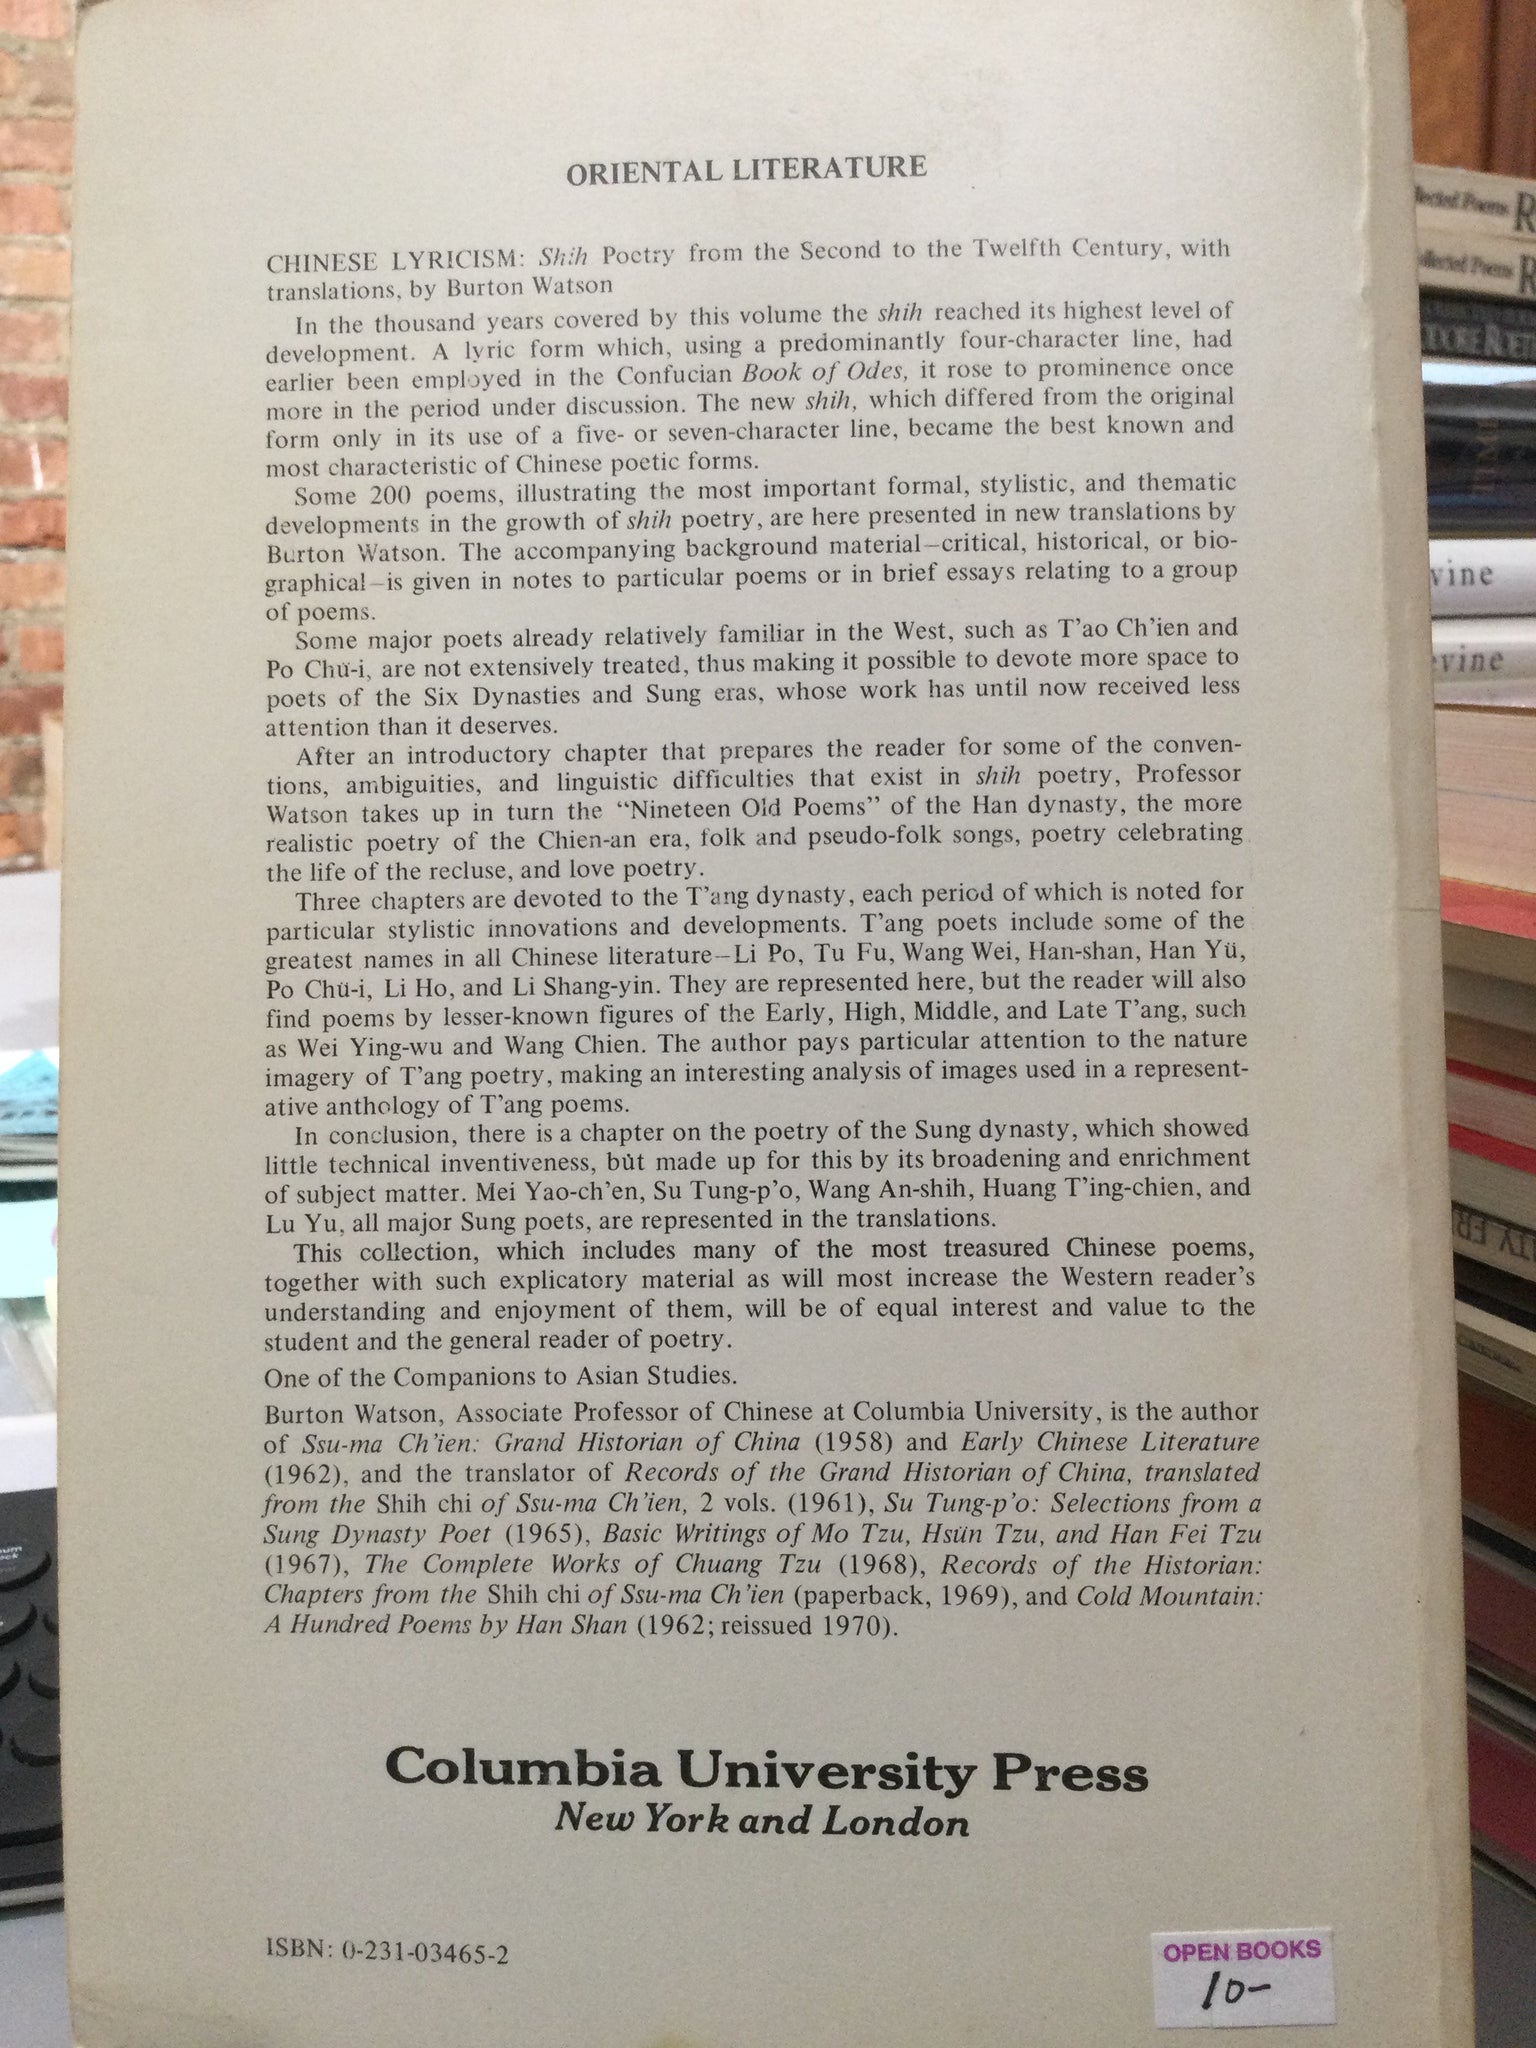 ORIENTAL LITERATURE
CHINESE LYRICISM: Shih Poetry from the Second to the Twelfth Century, with
translations, by Burton Watson
In the thousand years covered by this volume the shih reached its highest level of
development. A lyric form which, using a predominantly four-character line, had
earlier been employed in the Confucian Book of Odes, it rose to prominence once
more in the period under discussion. The new shih, which differed from the original
form only in its use of a five- or seven-character line, became the best known and
most characteristic of Chinese poetic forms.
Some 200 poems, illustrating the most important formal, stylistic, and thematic
developments in the growth of shih poetry, are here presented in new translations by
Burton Watson. The accompanying background material—critical, historical, or bio-
graphical—is given in notes to particular poems or in brief essays relating to a group
of poems.
Some major poets already relatively familiar in the West, such as T'ao Ch'ien and
Po Chü-i, are not extensively treated, thus making it possible to devote more space to
poets of the Six Dynasties and Sung eras, whose work has until now received less
attention than it deserves.
After an introductory chapter that prepares the reader for some of the conven-
tions, ambiguities, and linguistic difficulties that exist in shih poetry, Professor
Watson takes up in turn the "Nineteen Old Poems" of the Han dynasty, the more
realistic poetry of the Chien-an era, folk and pseudo-folk songs, poetry celebrating
the life of the recluse, and love poetry.
Three chapters are devoted to the T'ang dynasty, each period of which is noted for
particular stylistic innovations and developments. T'ang poets include some of the
greatest names in all Chinese literature—Li Po, Tu Fu, Wang Wei, Han-shan, Han Yü,
Po Chü-i, Li Ho, and Li Shang-yin. They are represented here, but the reader will also
find poems by lesser-known figures of the Early, High, Middle, and Late T'ang, such
as Wei Ying-wu and Wang Chien. The author pays particular attention to the nature
imagery of T'ang poetry, making an interesting analysis of images used in a represent-
ative anthology of T'ang poems.
In conclusion, there is a chapter on the poetry of the Sung dynasty, which showed
little technical inventiveness, but made up for this by its broadening and enrichment
of subject matter. Mei Yao-ch'en, Su Tung-p'o, Wang An-shih, Huang T'ing-chien, and
Lu Yu, all major Sung poets, are represented in the translations.
This collection, which includes many of the most treasured Chinese poems,
together with such explicatory material as will most increase the Western reader's
understanding and enjoyment of them, will be of equal interest and value to the
student and the general reader of poetry.
One of the Companions to Asian Studies.
Burton Watson, Associate Professor of Chinese at Columbia University, is the author
of Ssu-ma Ch'ien: Grand Historian of China (1958) and Early Chinese Literature
(1962), and the translator of Records of the Grand Historian of China, translated
from the Shih chi of Ssu-ma Ch'ien, 2 vols. (1961), Su Tung-p'o: Selections from a
Sung Dynasty Poet (1965), Basic Writings of Mo Tzu, Hsün Tzu, and Han Fei Tzu
(1967), The Complete Works of Chuang Tzu (1968), Records of the Historian:
Chapters from the Shih chi of Ssu-ma Ch'ien (paperback, 1969), and Cold Mountain:
A Hundred Poems by Han Shan (1962; reissued 1970).
Columbia University Press
New York and London
ISBN: 0-231-03465-2
OPEN BOOKS
10-
lected Poems R
ollected Poems R
vine
evine